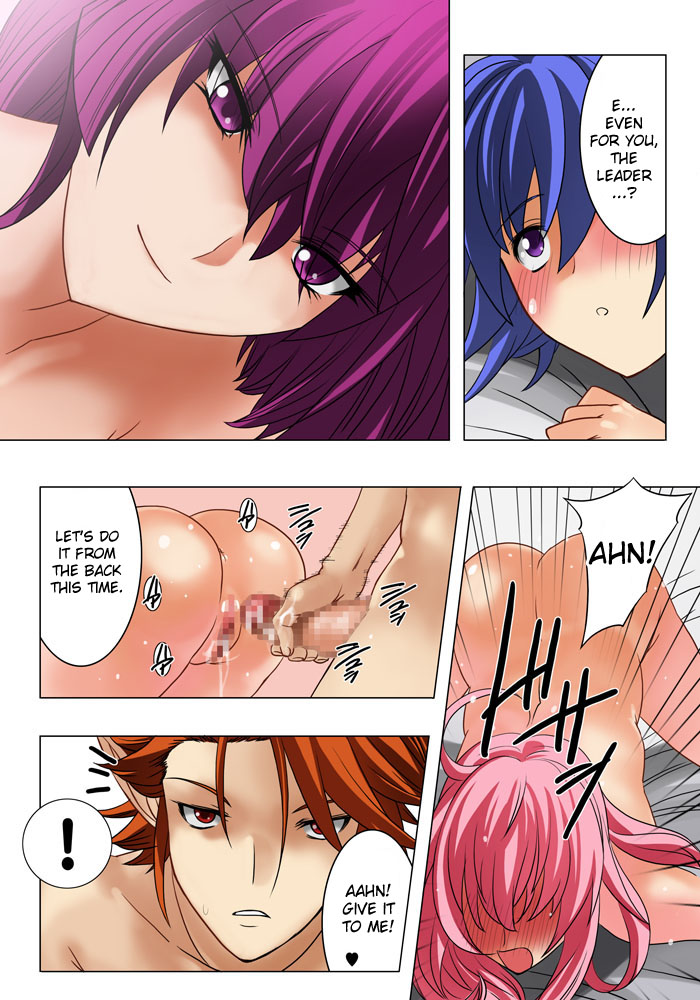 E...
EVEN
FOR YOU,
THE
LEADER
...?
LET'S DO
IT FROM
THE BACK
THIS TIME.
AHN!
!
AAHN!
GIVE IT
TO ME!
♥